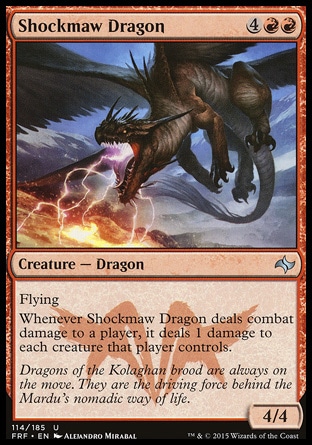 Shockmaw Dragon 4
Creature — Dragon
Flying
Whenever Shockmaw Dragon deals combat
damage to a player, it deals 1 damage to
each creature that player controls.
Dragons of the Kolaghan brood are always on
the move. They are the driving force behind the
Mardu's nomadic way of life.
4/4
114/185 U
FRF • EN Alejandro Mirabal
™ & © 2015 Wizards of the Coast